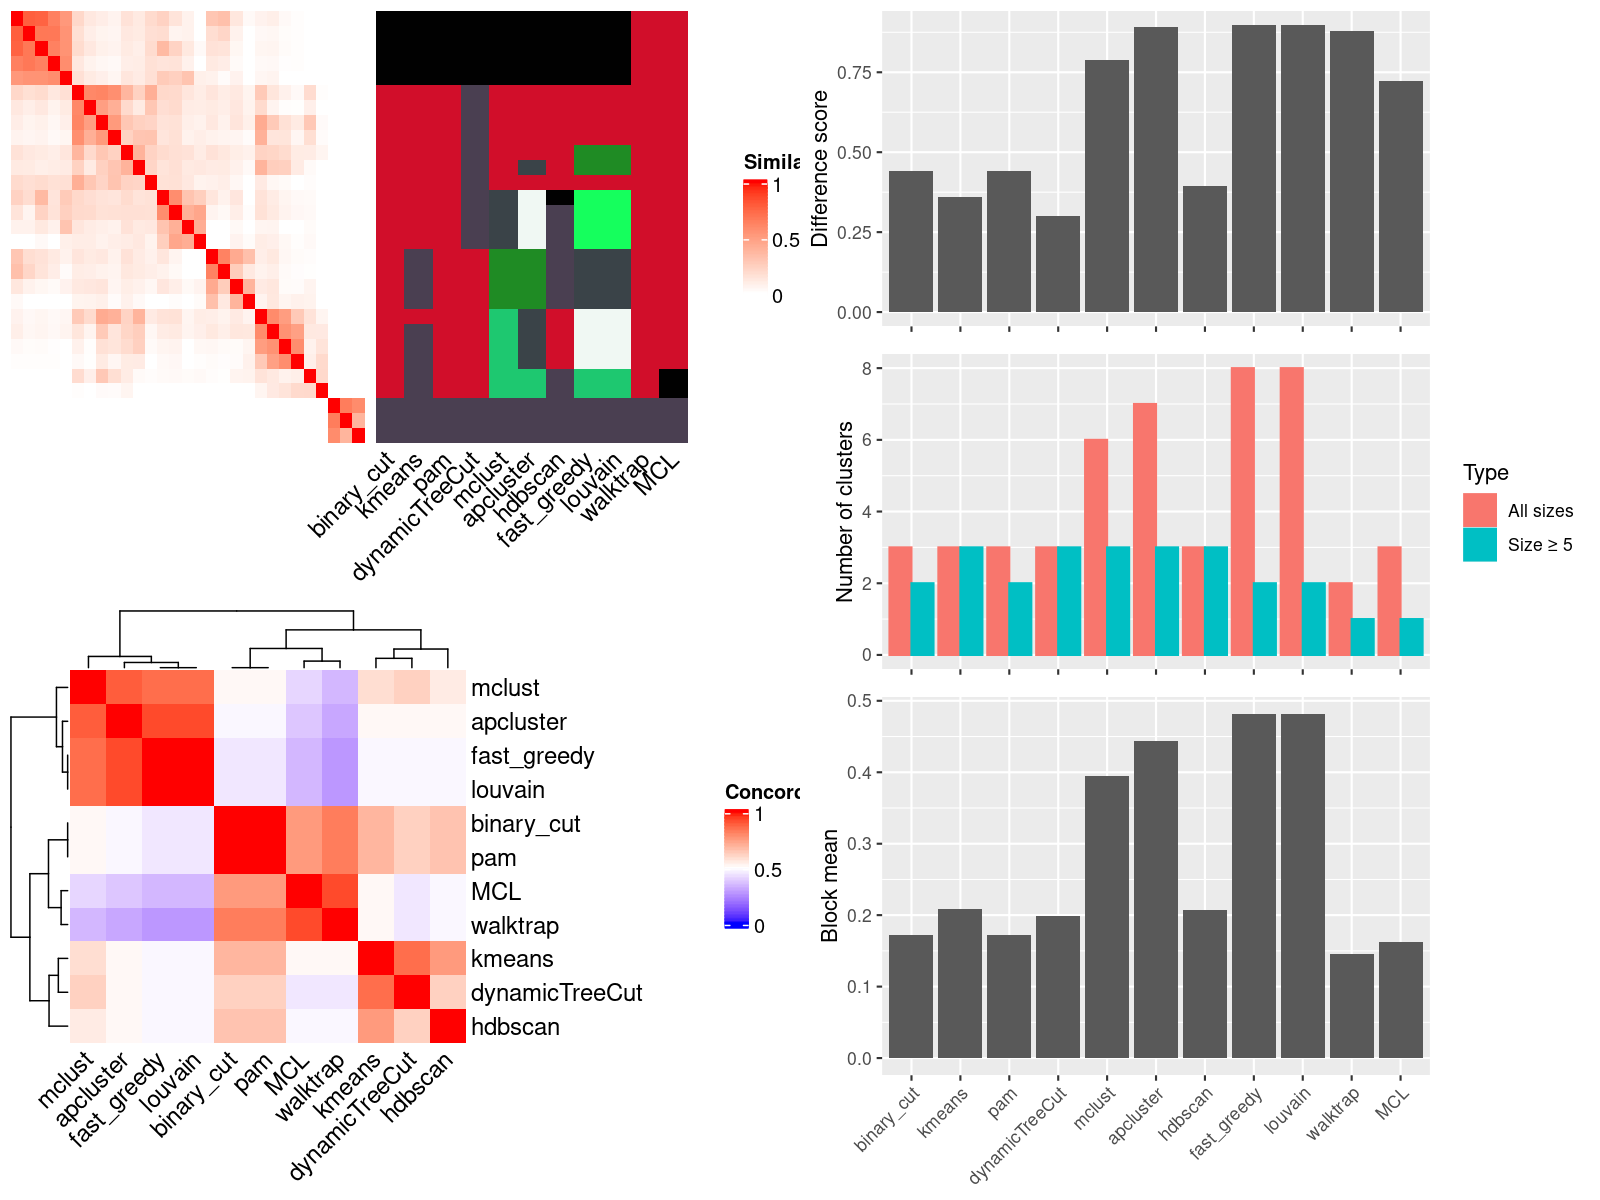 Simila
1
0.5
0
binary_cut
kmeans
pam
dynamicTreeCut
mclust
apcluster
hdbscan
fast_greedy
louvain
walktrap
MCL
Difference score
0.75
0.50
0.25
0.00
Number of clusters
8
6
4
2
0
Type
All sizes
Size ≥ 5
mclust
apcluster
fast_greedy
louvain
binary_cut
pam
MCL
walktrap
kmeans
dynamicTreeCut
hdbscan
mclust
apcluster
fast_greedy
louvain
binary_cut
pam
MCL
walktrap
kmeans
dynamicTreeCut
hdbscan
Concord
1
0.5
0
Block mean
0.5
0.4
0.3
0.2
0.1
0.0
binary_cut
kmeans
pam
dynamicTreeCut
mclust
apcluster
hdbscan
fast_greedy
louvain
walktrap
MCL